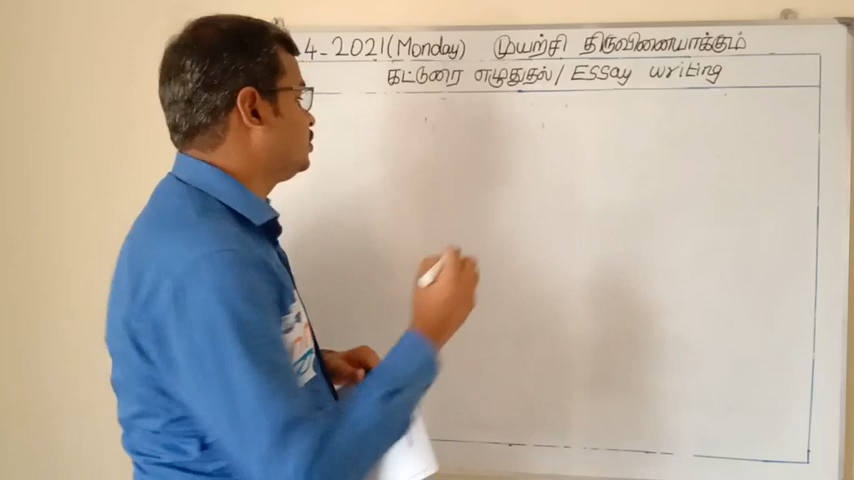 4-2021(Monday) முயற்சி திருவினையாக்கும்
கட்டுரை எழுதுதல் / Essay writing